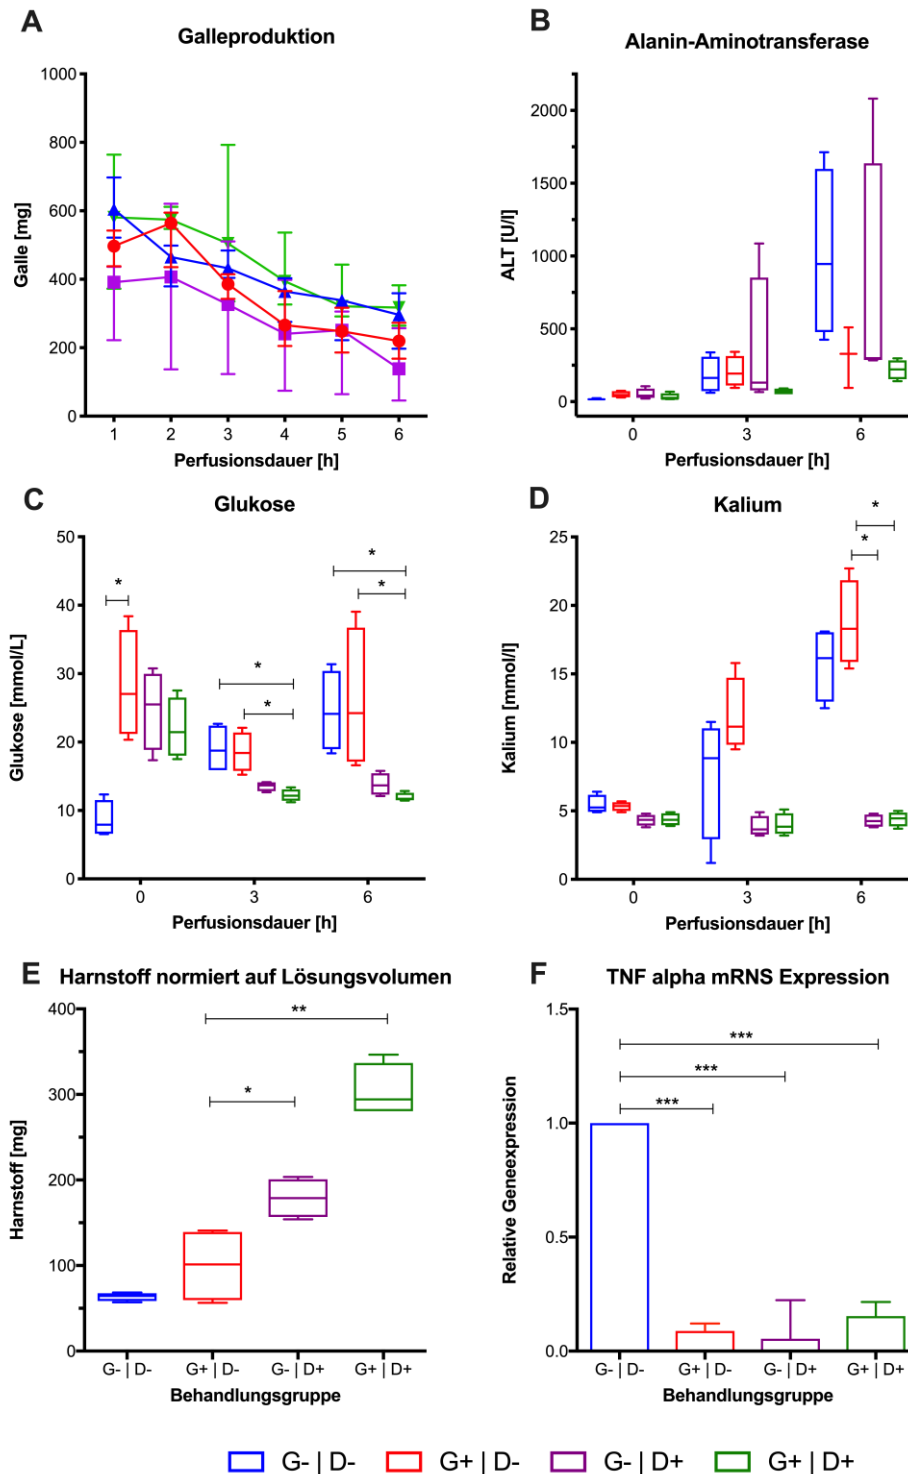 A
Galleproduktion
1000
800
600
400
200
0
Galle [mg]
1 2 3 4 5 6
Perfusionsdauer [h]
B
Alanin-Aminotransferase
2000
1500
1000
500
0
ALT [U/l]
0 3 6
Perfusionsdauer [h]
C
Glukose
50
40
30
20
10
0
Glukose [mmol/L]
* * * * *
0 3 6
Perfusionsdauer [h]
D
Kalium
25
20
15
10
5
0
Kalium [mmol/l]
* *
0 3 6
Perfusionsdauer [h]
E
Harnstoff normiert auf Lösungsvolumen
400
300
200
100
0
Harnstoff [mg]
**
*
G- | D- G+ | D- G- | D+ G+ | D+
Behandlungsgruppe
F
TNF alpha mRNS Expression
1.5
1.0
0.5
0.0
Relative Geneexpression
***
***
***
G- | D- G+ | D- G- | D+ G+ | D+
Behandlungsgruppe
G- | D- G+ | D- G- | D+ G+ | D+